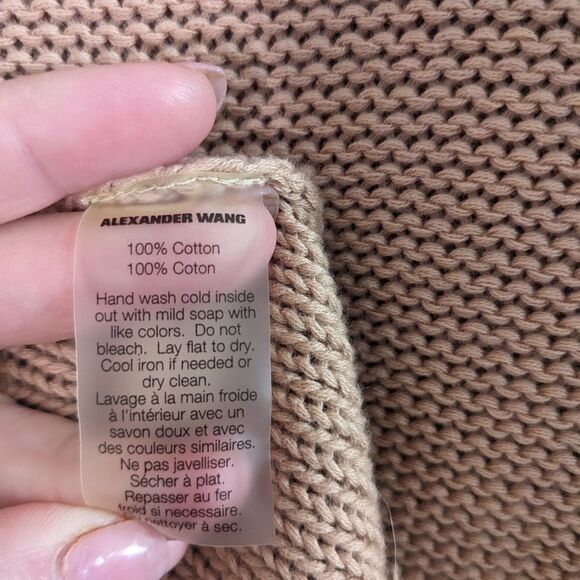 ALEXANDER WANG
100% Cotton
100% Coton
Hand wash cold inside
out with mild soap with
like colors. Do not
bleach. Lay flat to dry.
Cool iron if needed or
dry clean.
Lavage à la main froide
à l'intérieur avec un
savon doux et avec
des couleurs similaires.
Ne pas javelliser.
Sécher à plat.
Repasser au fer
froid si necessaire.
nettoyer à sec.